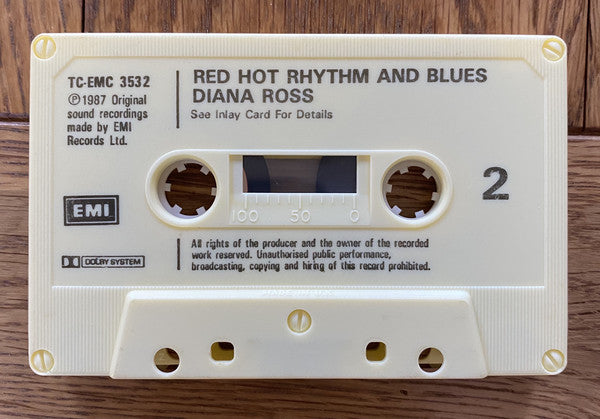 TC-EMC 3532
Ⓟ1987 Original
sound recordings
made by EMI
Records Ltd.
RED HOT RHYTHM AND BLUES
DIANA ROSS
See Inlay Card For Details
2
100 50 0
EMI
DOLBY SYSTEM
All rights of the producer and the owner of the recorded
work reserved. Unauthorised public performance,
broadcasting, copying and hiring of this record prohibited.